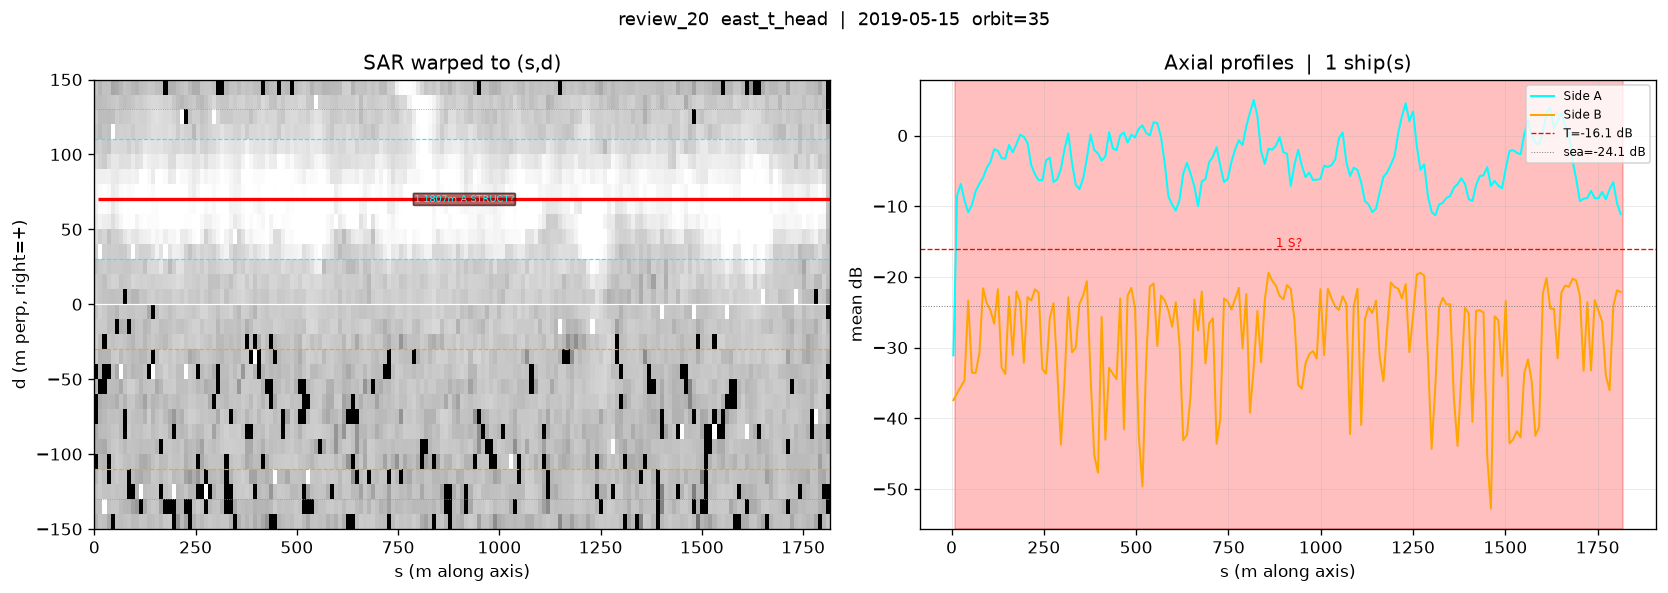 review_20  east_t_head  |  2019-05-15  orbit=35
SAR warped to (s,d)
150
100
50
0
−50
−100
−150
d (m perp, right=+)
1 1807m A STRUCT?
0
250
500
750
1000
1250
1500
1750
s (m along axis)
Axial profiles  |  1 ship(s)
Side A
Side B
T=-16.1 dB
sea=-24.1 dB
0
−10
−20
−30
−40
−50
mean dB
1 S?
0
250
500
750
1000
1250
1500
1750
s (m along axis)